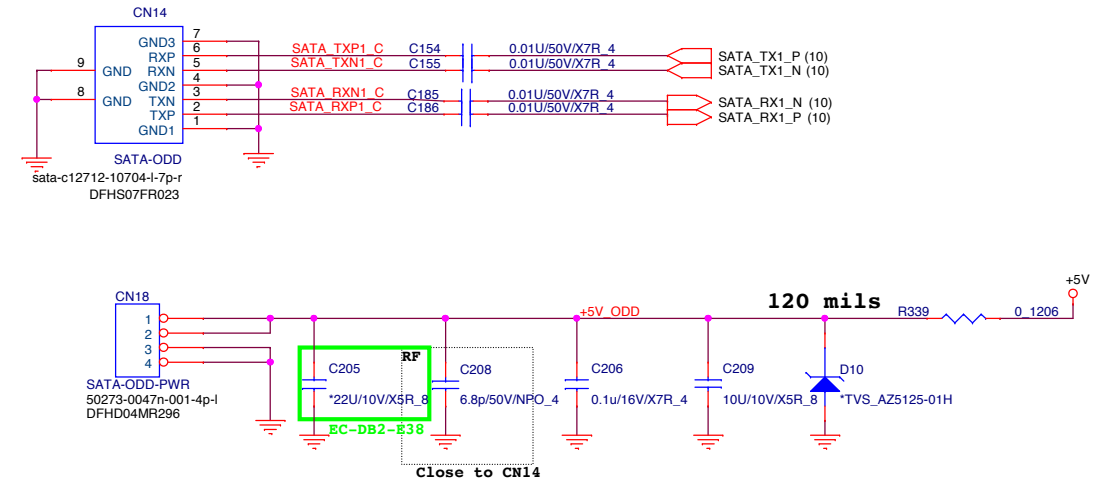 CN14
GND3 7
RXP 6 SATA_TXP1_C C154 0.01U/50V/X7R_4 SATA_TX1_P (10)
9 GND RXN 5 SATA_TXN1_C C155 0.01U/50V/X7R_4 SATA_TX1_N (10)
GND2 4
8 GND TXN 3 SATA_RXN1_C C185 0.01U/50V/X7R_4 SATA_RX1_N (10)
TXP 2 SATA_RXP1_C C186 0.01U/50V/X7R_4 SATA_RX1_P (10)
GND1 1
SATA-ODD
sata-c12712-10704-l-7p-r
DFHS07FR023
+5V
CN18
120 mils
1 +5V_ODD R339 0_1206
2
3
4
RF
C205 C208 C206 C209 D10
*22U/10V/X5R_8 6.8p/50V/NPO_4 0.1u/16V/X7R_4 10U/10V/X5R_8 *TVS_AZ5125-01H
SATA-ODD-PWR
50273-0047n-001-4p-l
DFHD04MR296
EC-DB2-E38
Close to CN14